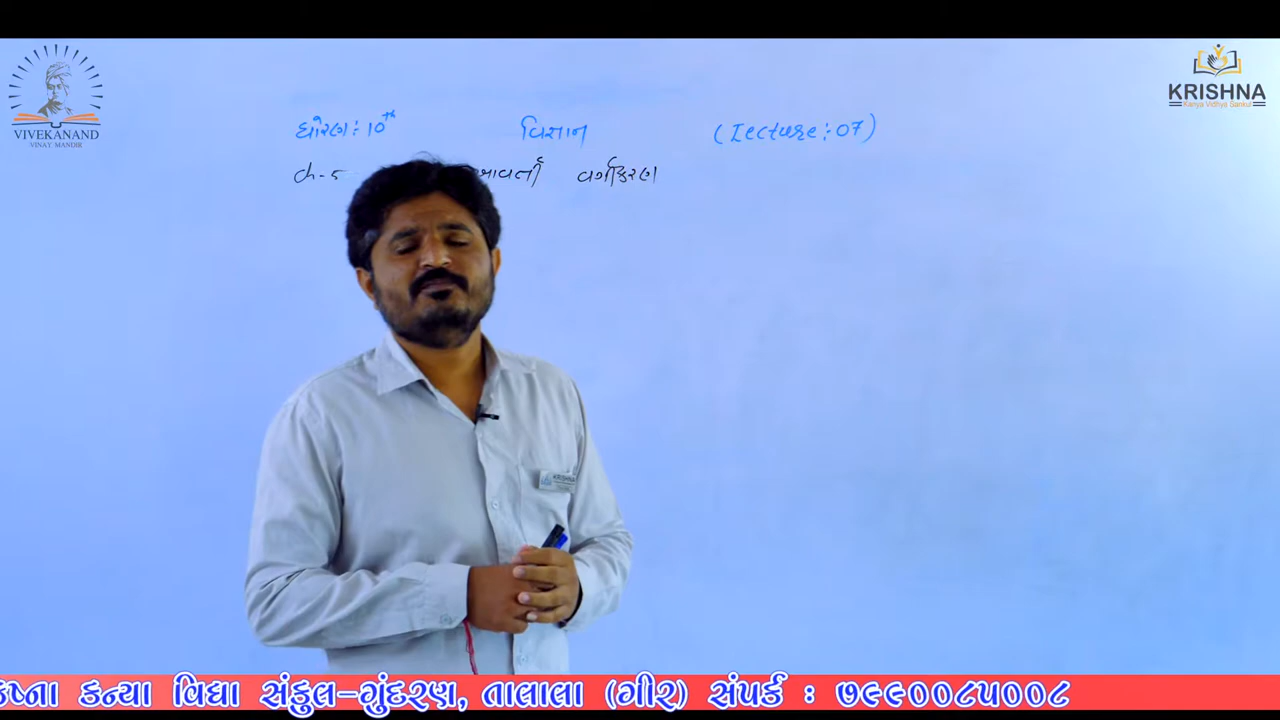 VIVEKANAND
VINAY MANDIR
KRISHNA
Kanya Vidhya Sankul
ધોરણ : 10th વિજ્ઞાન (Lecture : 07)
ch - 5 આવર્તી વર્ગીકરણ
KRISHNA
કૃષ્ના કન્યા વિદ્યા સંકુલ-ગુંદરણ, તાલાલા (ગીર) સંપર્ક : ૭૯૯૦૦૮૫૦૦૮